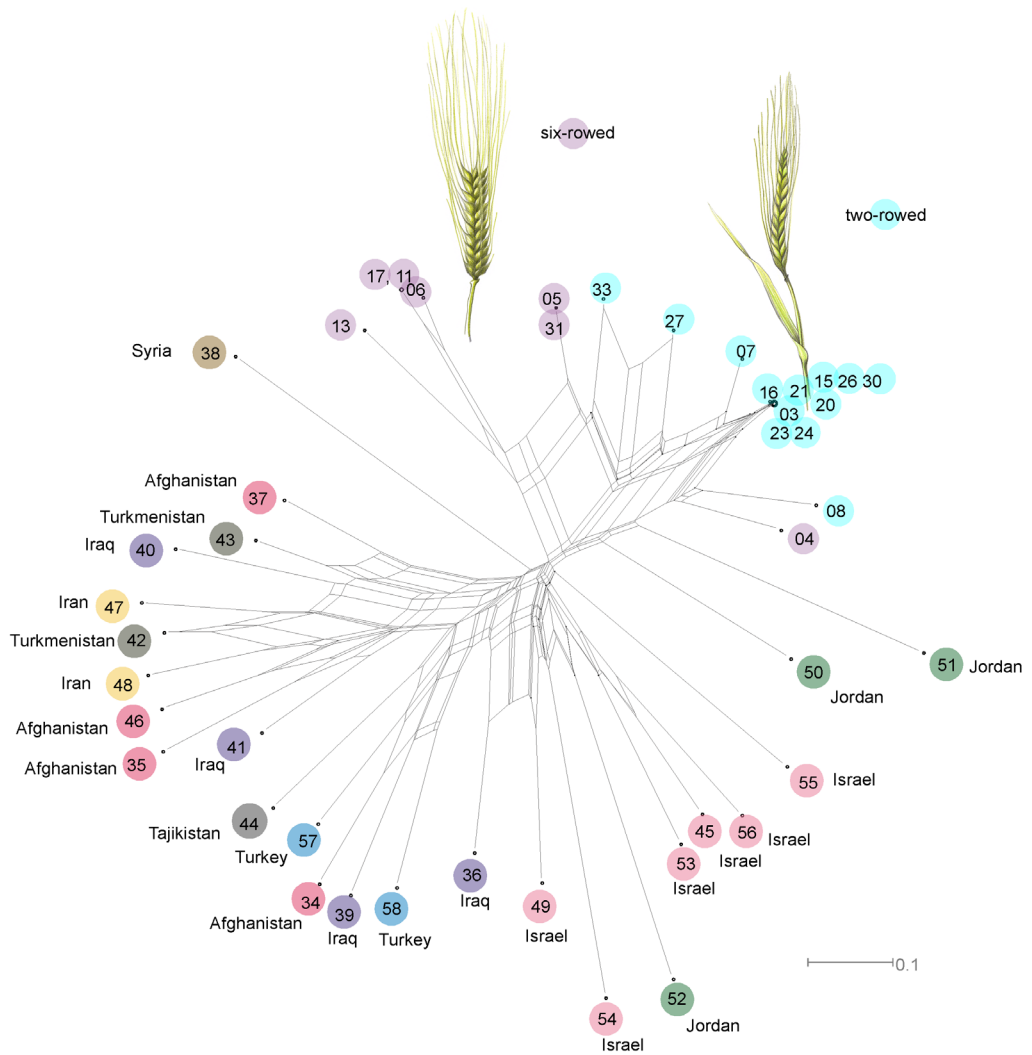 six-rowed
two-rowed
17, 11
06
05
33
31
27
13
07
Syria 38
16 21 15 26 30
03 20
23 24
Afghanistan
37
08
Turkmenistan
43
04
Iraq 40
Iran 47
Turkmenistan 42
Iran 48
50
51 Jordan
Jordan
Afghanistan 46
Afghanistan 35
41
Iraq
55 Israel
Tajikistan 44
57
Turkey
45
Israel
56
Israel
53
Israel
36
Iraq
34
Afghanistan
39
Iraq
58
Turkey
49
Israel
0.1
52
Jordan
54
Israel